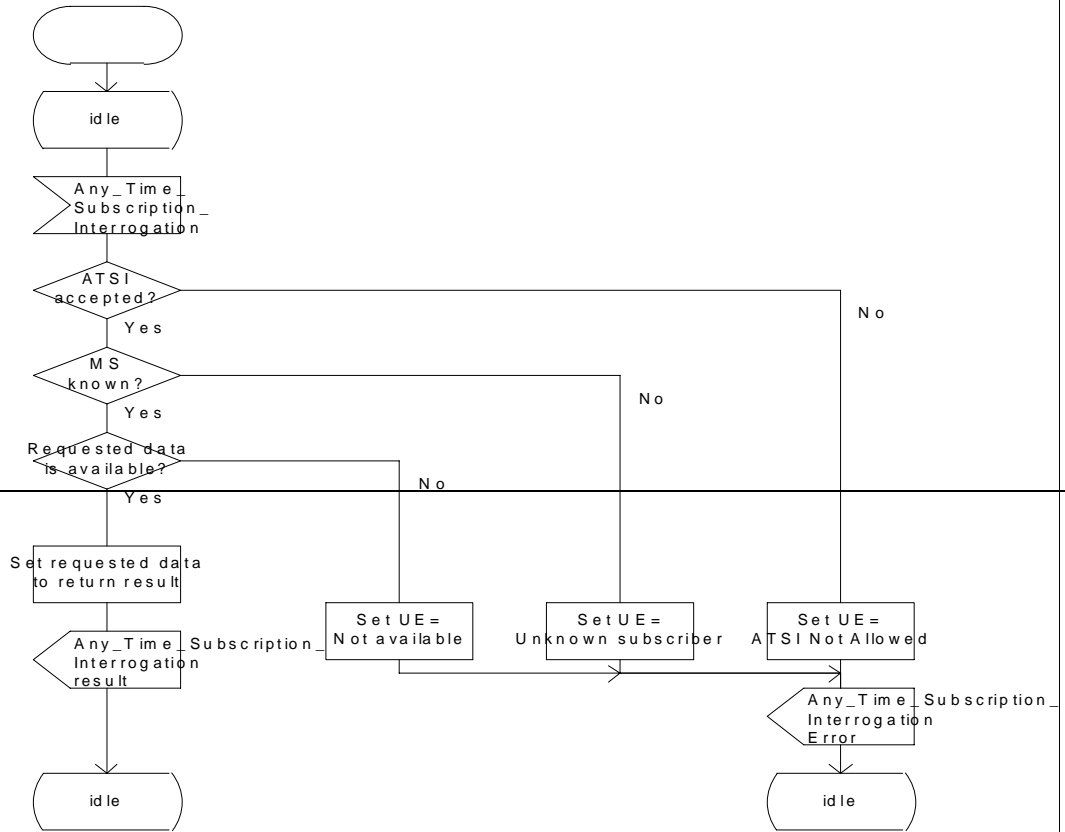 idle
Any_Time_
Subscription_
Interrogation
ATSI
accepted?
No
Yes
MS
known?
No
Yes
Requested data
is available?
No
Yes
Set requested data
to return result
Set UE=
Not available
Set UE=
Unknown subscriber
Set UE=
ATSI Not Allowed
Any_Time_Subscription_
Interrogation
result
Any_Time_Subscription_
Interrogation
Error
idle
idle